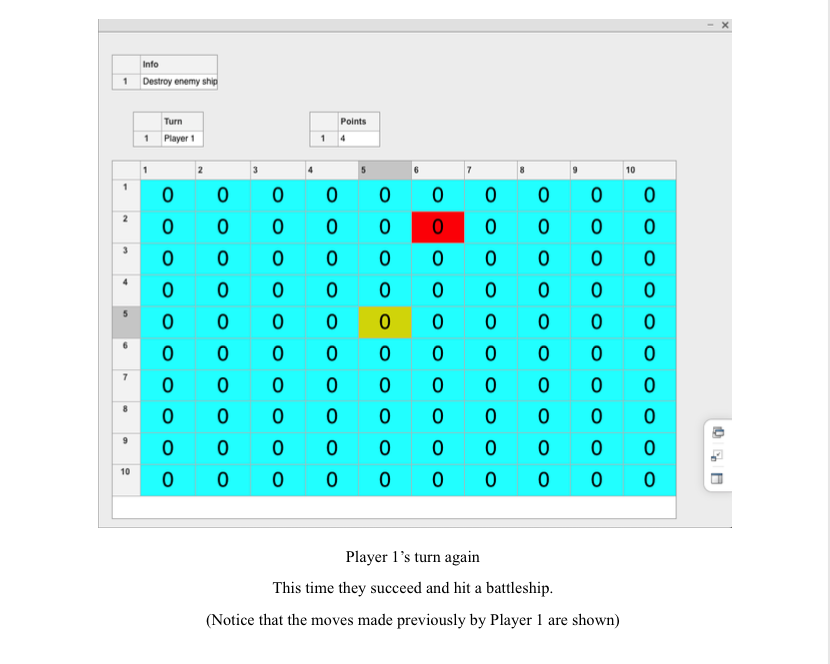 Info
1 Destroy enemy ship
Turn Points
1 Player 1 1 4
1 2 3 4 5 6 7 8 9 10
1 0 0 0 0 0 0 0 0 0 0
2 0 0 0 0 0 0 0 0 0 0
3 0 0 0 0 0 0 0 0 0 0
4 0 0 0 0 0 0 0 0 0 0
5 0 0 0 0 0 0 0 0 0 0
6 0 0 0 0 0 0 0 0 0 0
7 0 0 0 0 0 0 0 0 0 0
8 0 0 0 0 0 0 0 0 0 0
9 0 0 0 0 0 0 0 0 0 0
10 0 0 0 0 0 0 0 0 0 0
Player 1’s turn again
This time they succeed and hit a battleship.
(Notice that the moves made previously by Player 1 are shown)